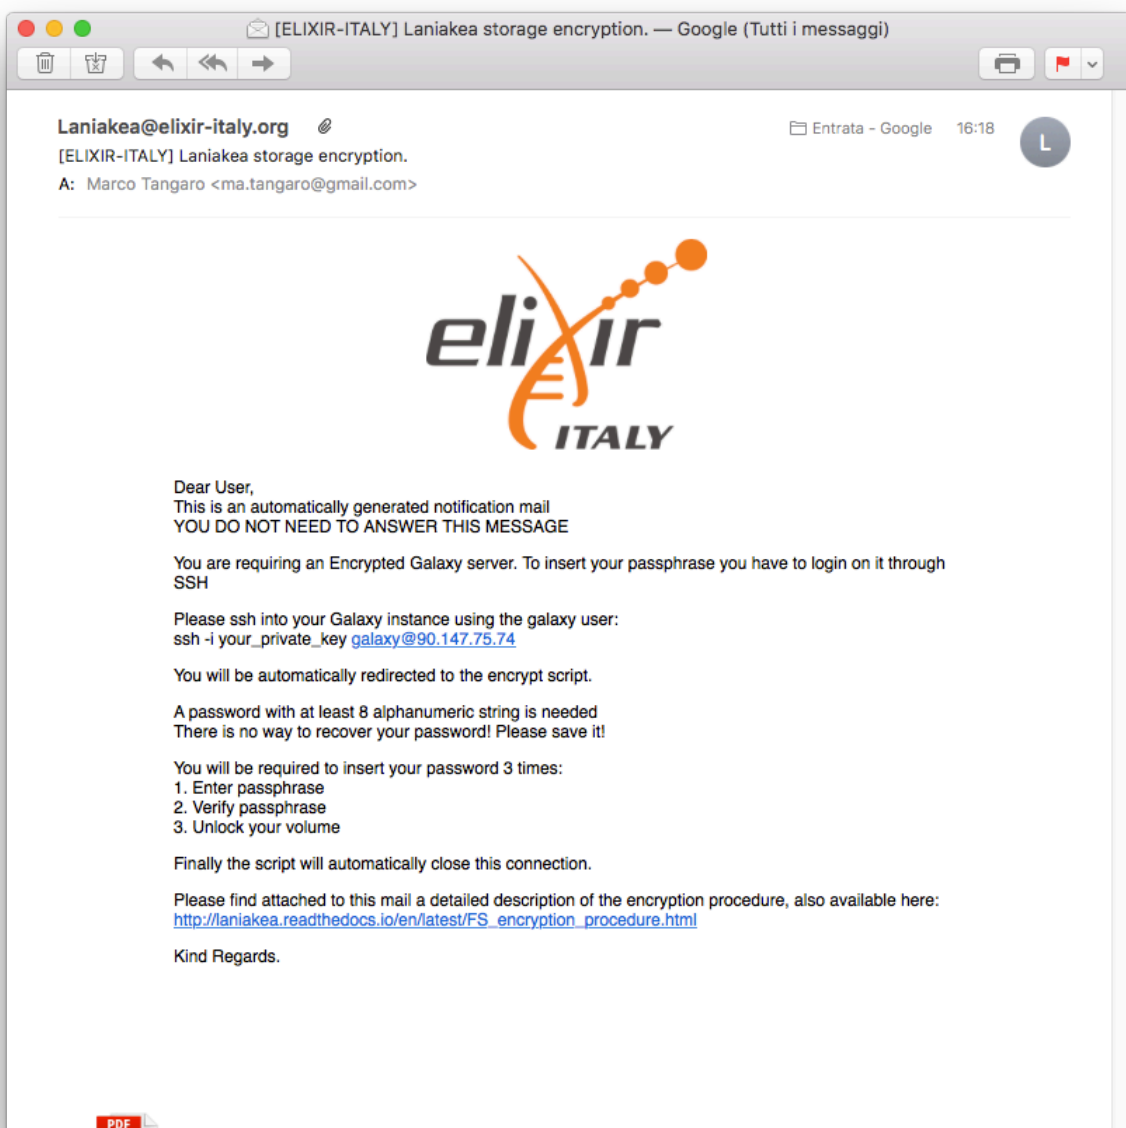 [ELIXIR-ITALY] Laniakea storage encryption. — Google (Tutti i messaggi)
Laniakea@elixir-italy.org
Entrata - Google 16:18
L
[ELIXIR-ITALY] Laniakea storage encryption.
A: Marco Tangaro <ma.tangaro@gmail.com>
elixir
ITALY
Dear User,
This is an automatically generated notification mail
YOU DO NOT NEED TO ANSWER THIS MESSAGE
You are requiring an Encrypted Galaxy server. To insert your passphrase you have to login on it through
SSH
Please ssh into your Galaxy instance using the galaxy user:
ssh -i your_private_key galaxy@90.147.75.74
You will be automatically redirected to the encrypt script.
A password with at least 8 alphanumeric string is needed
There is no way to recover your password! Please save it!
You will be required to insert your password 3 times:
1. Enter passphrase
2. Verify passphrase
3. Unlock your volume
Finally the script will automatically close this connection.
Please find attached to this mail a detailed description of the encryption procedure, also available here:
http://laniakea.readthedocs.io/en/latest/FS_encryption_procedure.html
Kind Regards.
PDF